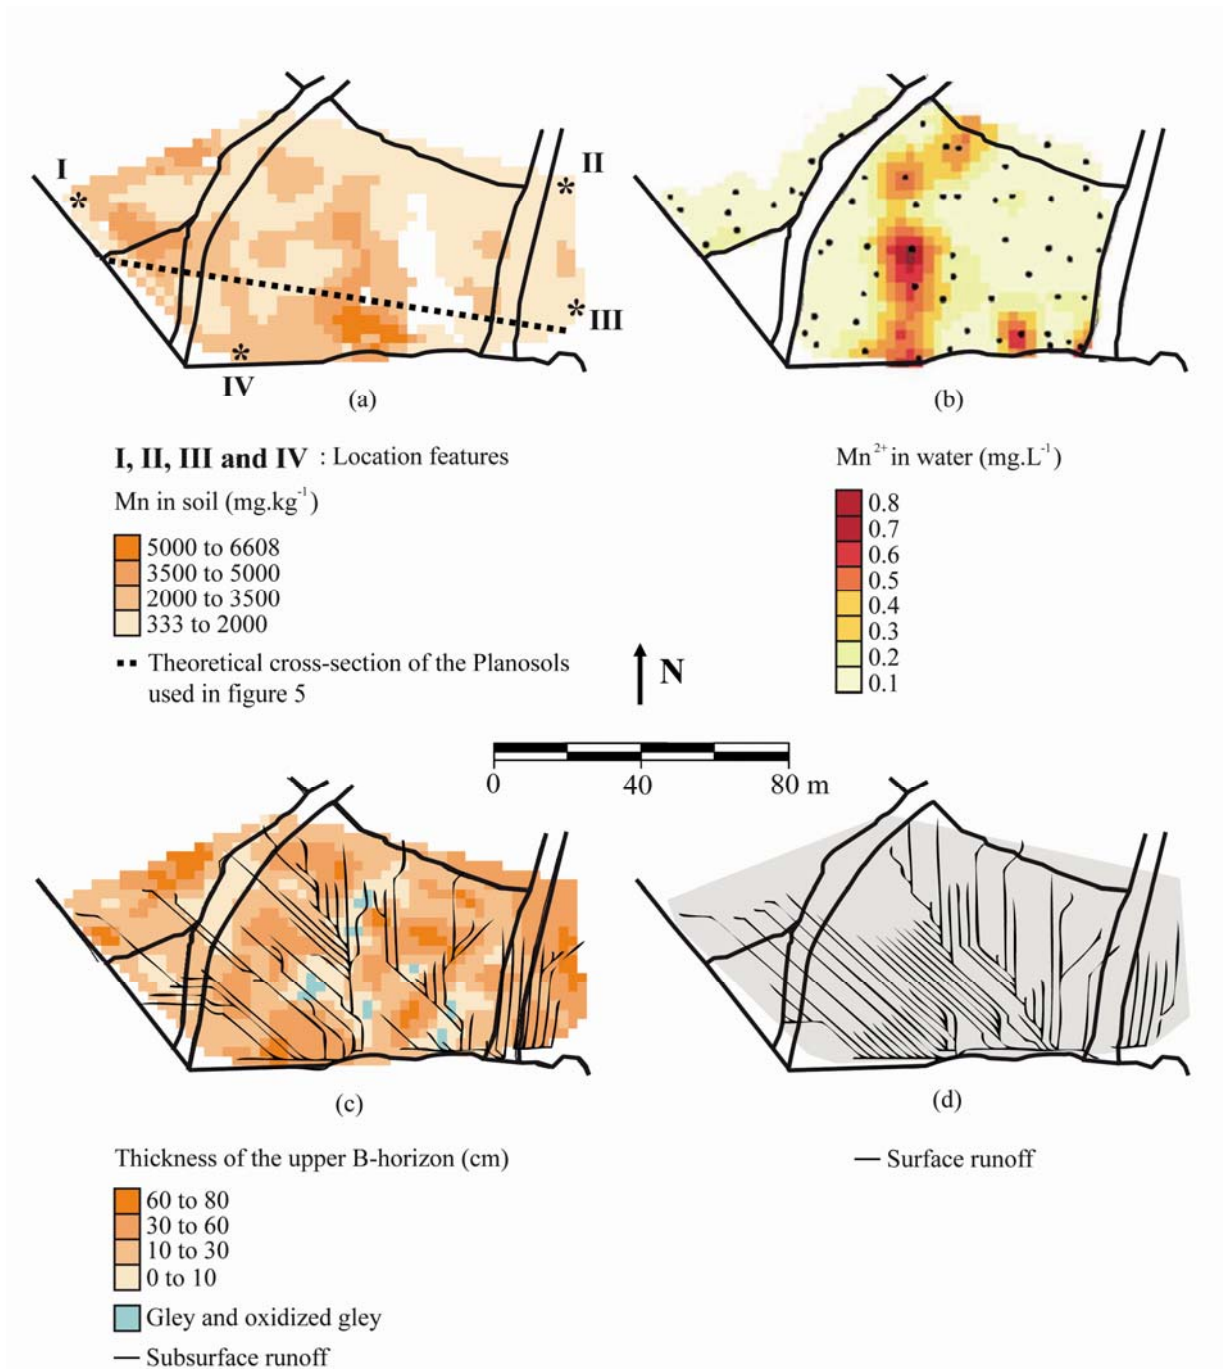 I
II
III
IV
(a)
(b)
I, II, III and IV : Location features
Mn in soil (mg.kg-1)
5000 to 6608
3500 to 5000
2000 to 3500
333 to 2000
Theoretical cross-section of the Planosols
used in figure 5
Mn2+ in water (mg.L-1)
0.8
0.7
0.6
0.5
0.4
0.3
0.2
0.1
N
0 40 80 m
(c)
(d)
Thickness of the upper B-horizon (cm)
60 to 80
30 to 60
10 to 30
0 to 10
Gley and oxidized gley
Subsurface runoff
Surface runoff